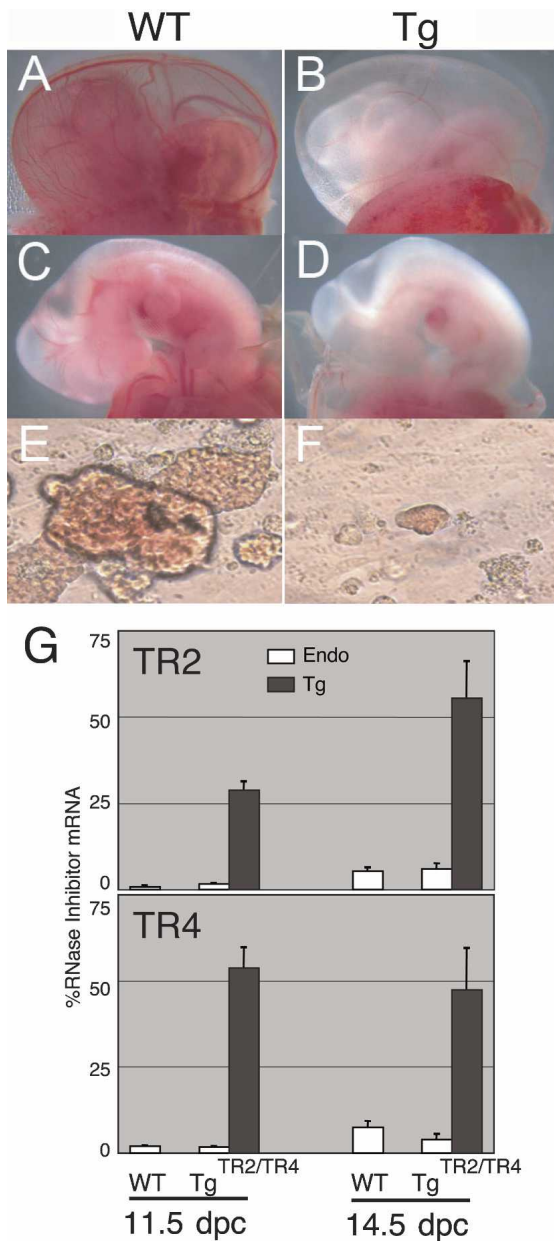 WT Tg
A B
C D
E F
G
TR2
Endo
Tg
75
50
25
0
TR4
75
50
25
0
%RNase Inhibitor mRNA
WT Tg TR2/TR4 WT Tg TR2/TR4
11.5 dpc 14.5 dpc